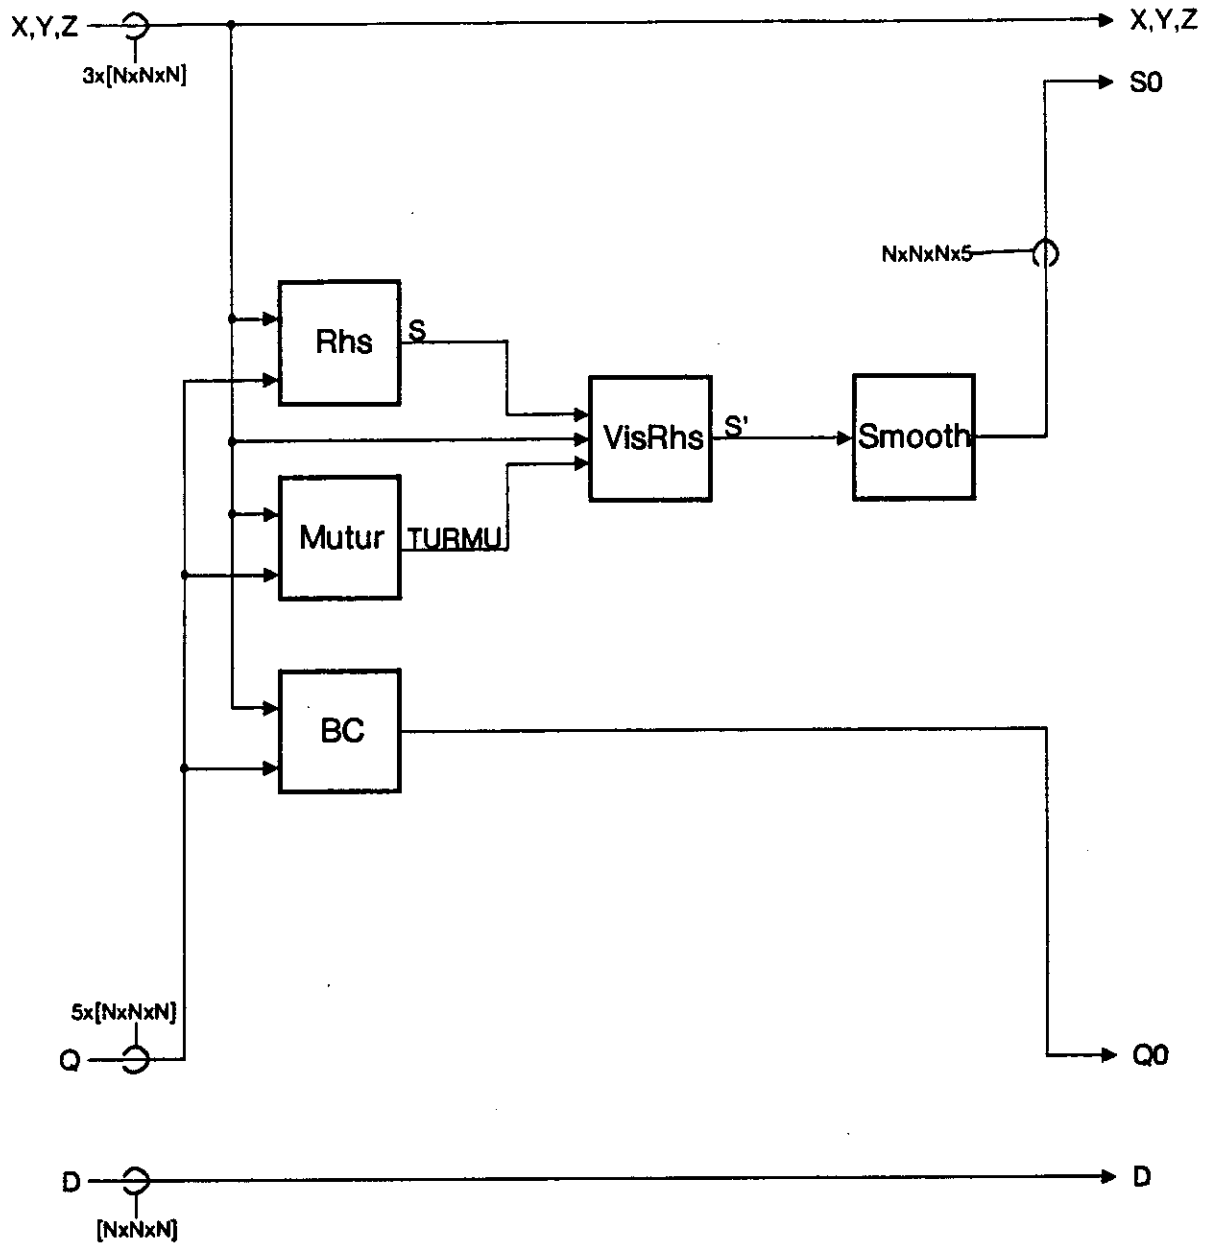 X,Y,Z
X,Y,Z
3x[NxNxN]
S0
NxNxNx5
Rhs
S
VisRhs
S'
Smooth
Mutur
TURMU
BC
5x[NxNxN]
Q
Q0
D
D
[NxNxN]